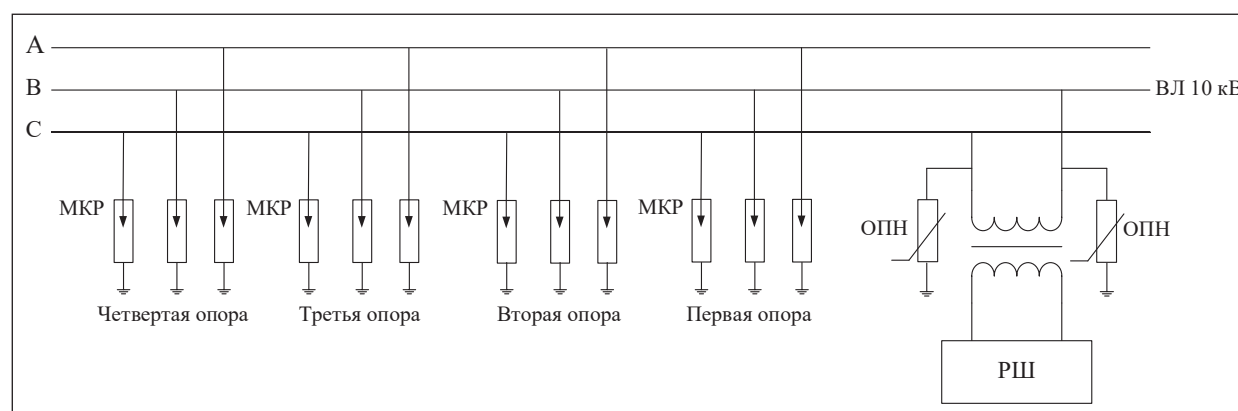 А
В
ВЛ 10 кВ
С
МКР
МКР
МКР
МКР
ОПН
ОПН
Четвертая опора
Третья опора
Вторая опора
Первая опора
РШ